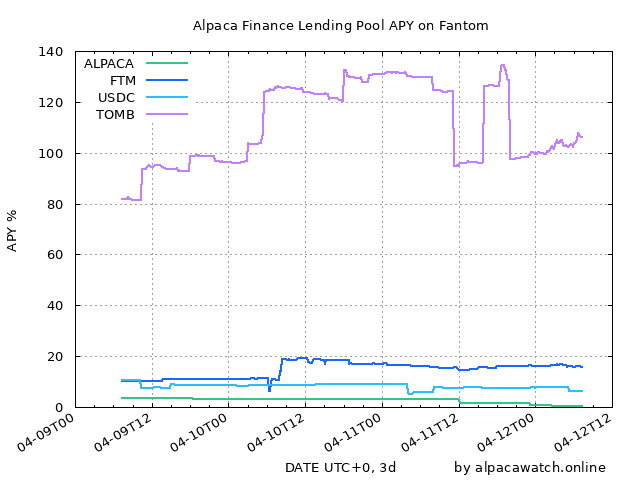 Alpaca Finance Lending Pool APY on Fantom
140
120
100
80
60
40
20
0
APY %
ALPACA
FTM
USDC
TOMB
04-09T00
04-09T12
04-10T00
04-10T12
04-11T00
04-11T12
04-12T00
04-12T12
DATE UTC+0, 3d
by alpacawatch.online